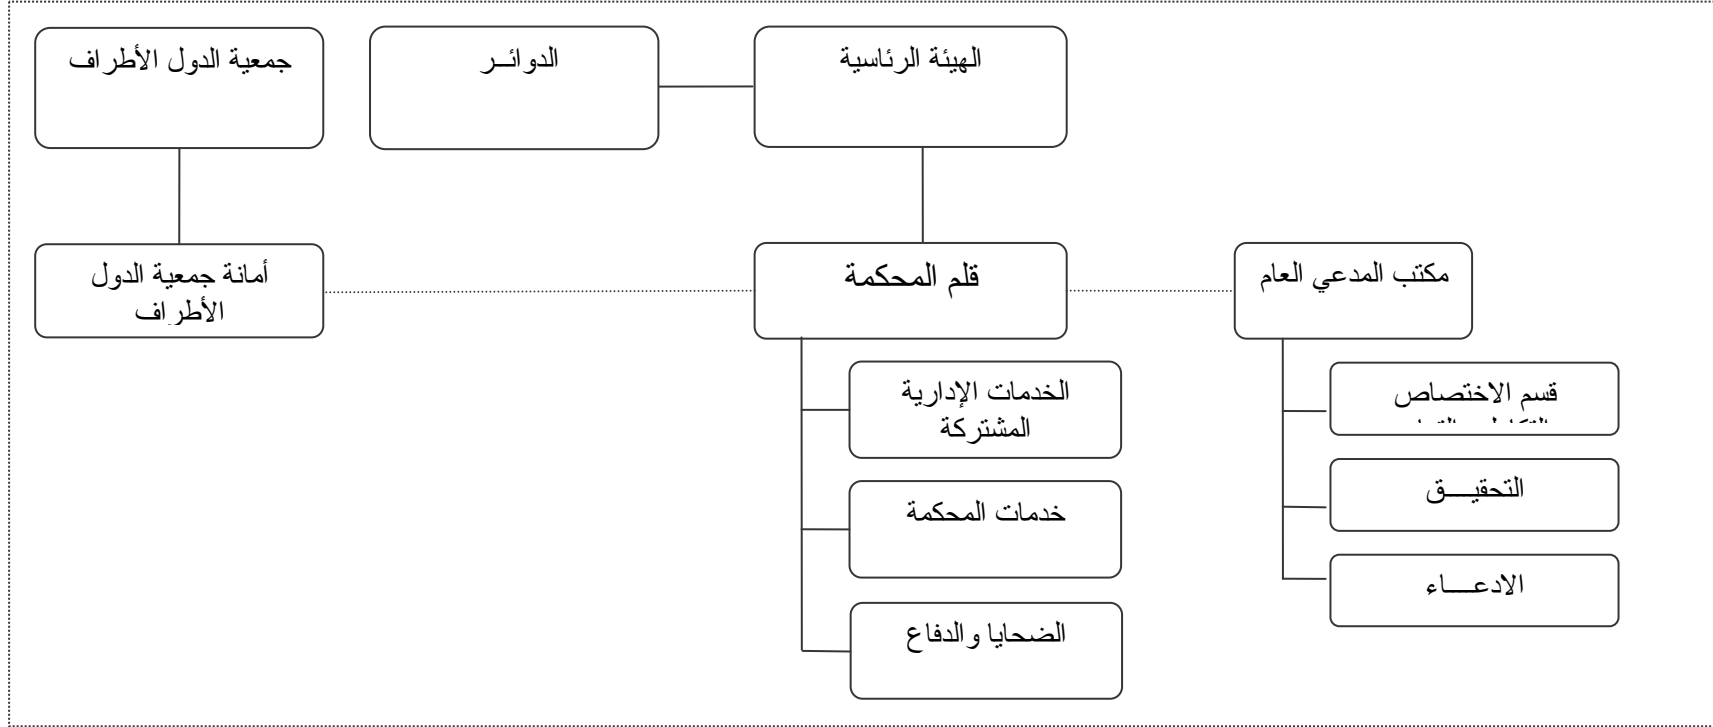 الهيئة الرئاسية
الدوائــر
جمعية الدول الأطراف
مكتب المدعي العام
قلم المحكمة
أمانة جمعية الدول
الأطراف
قسم الاختصاص
التحقيـــق
الادعــــاء
الخدمات الإدارية
المشتركة
خدمات المحكمة
الضحايا والدفاع